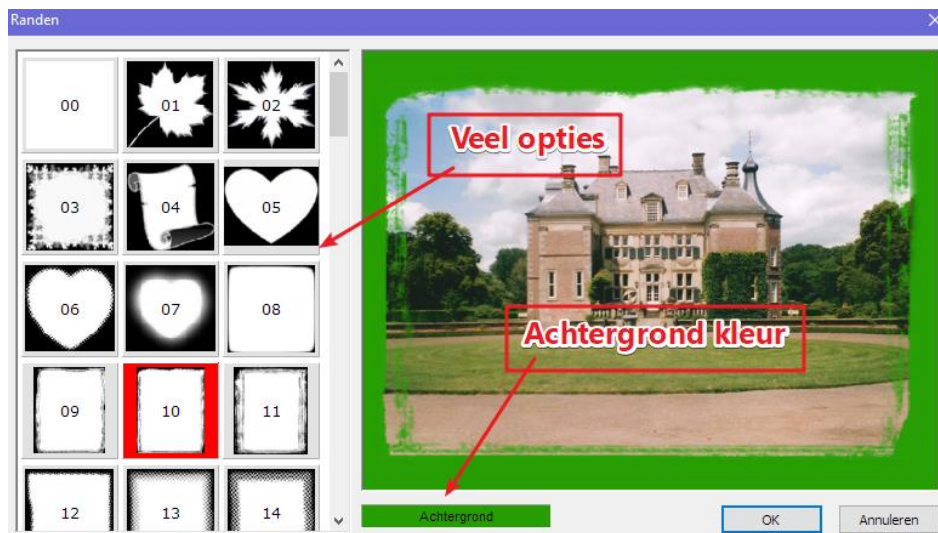 Randen
00 01 02
03 04 05
06 07 08
09 10 11
12 13 14
Veel opties
Achtergrond kleur
Achtergrond
OK
Annuleren